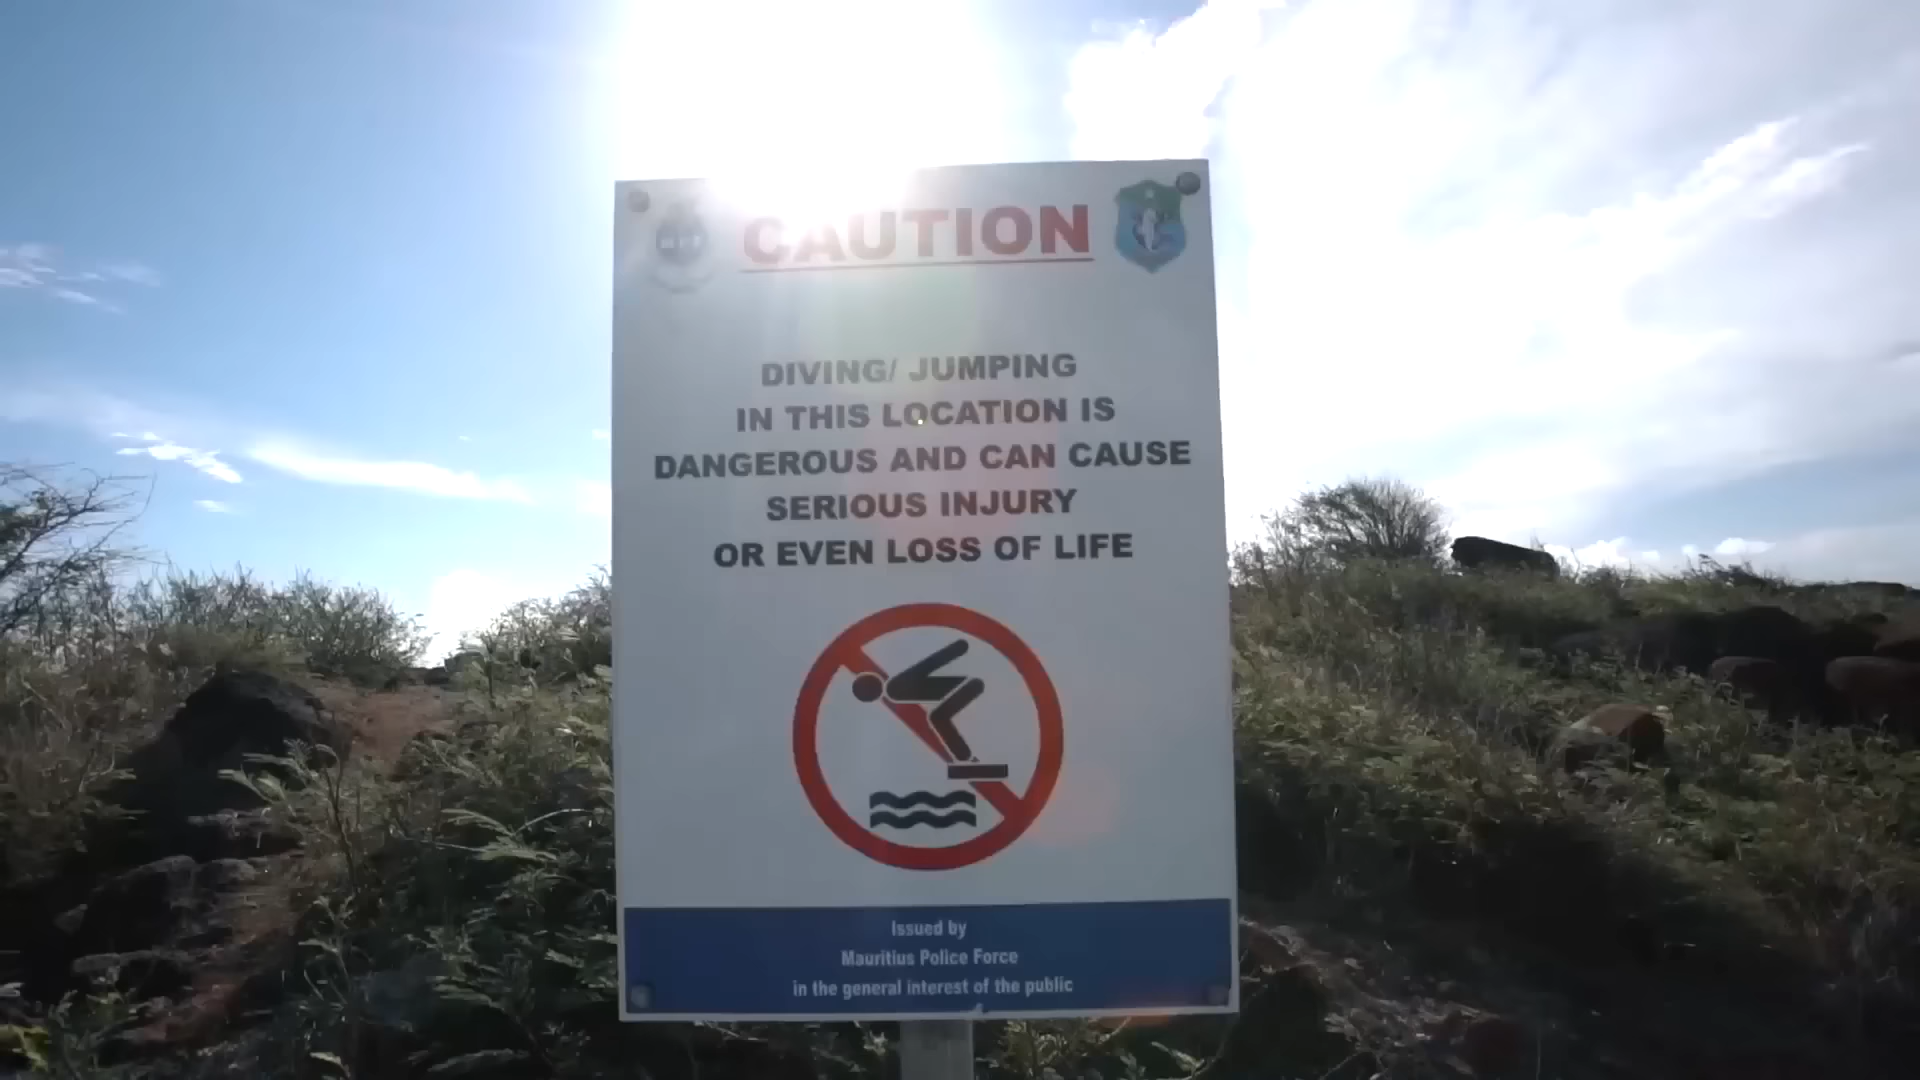 CAUTION
DIVING/ JUMPING
IN THIS LOCATION IS
DANGEROUS AND CAN CAUSE
SERIOUS INJURY
OR EVEN LOSS OF LIFE
Issued by
Mauritius Police Force
in the general interest of the public